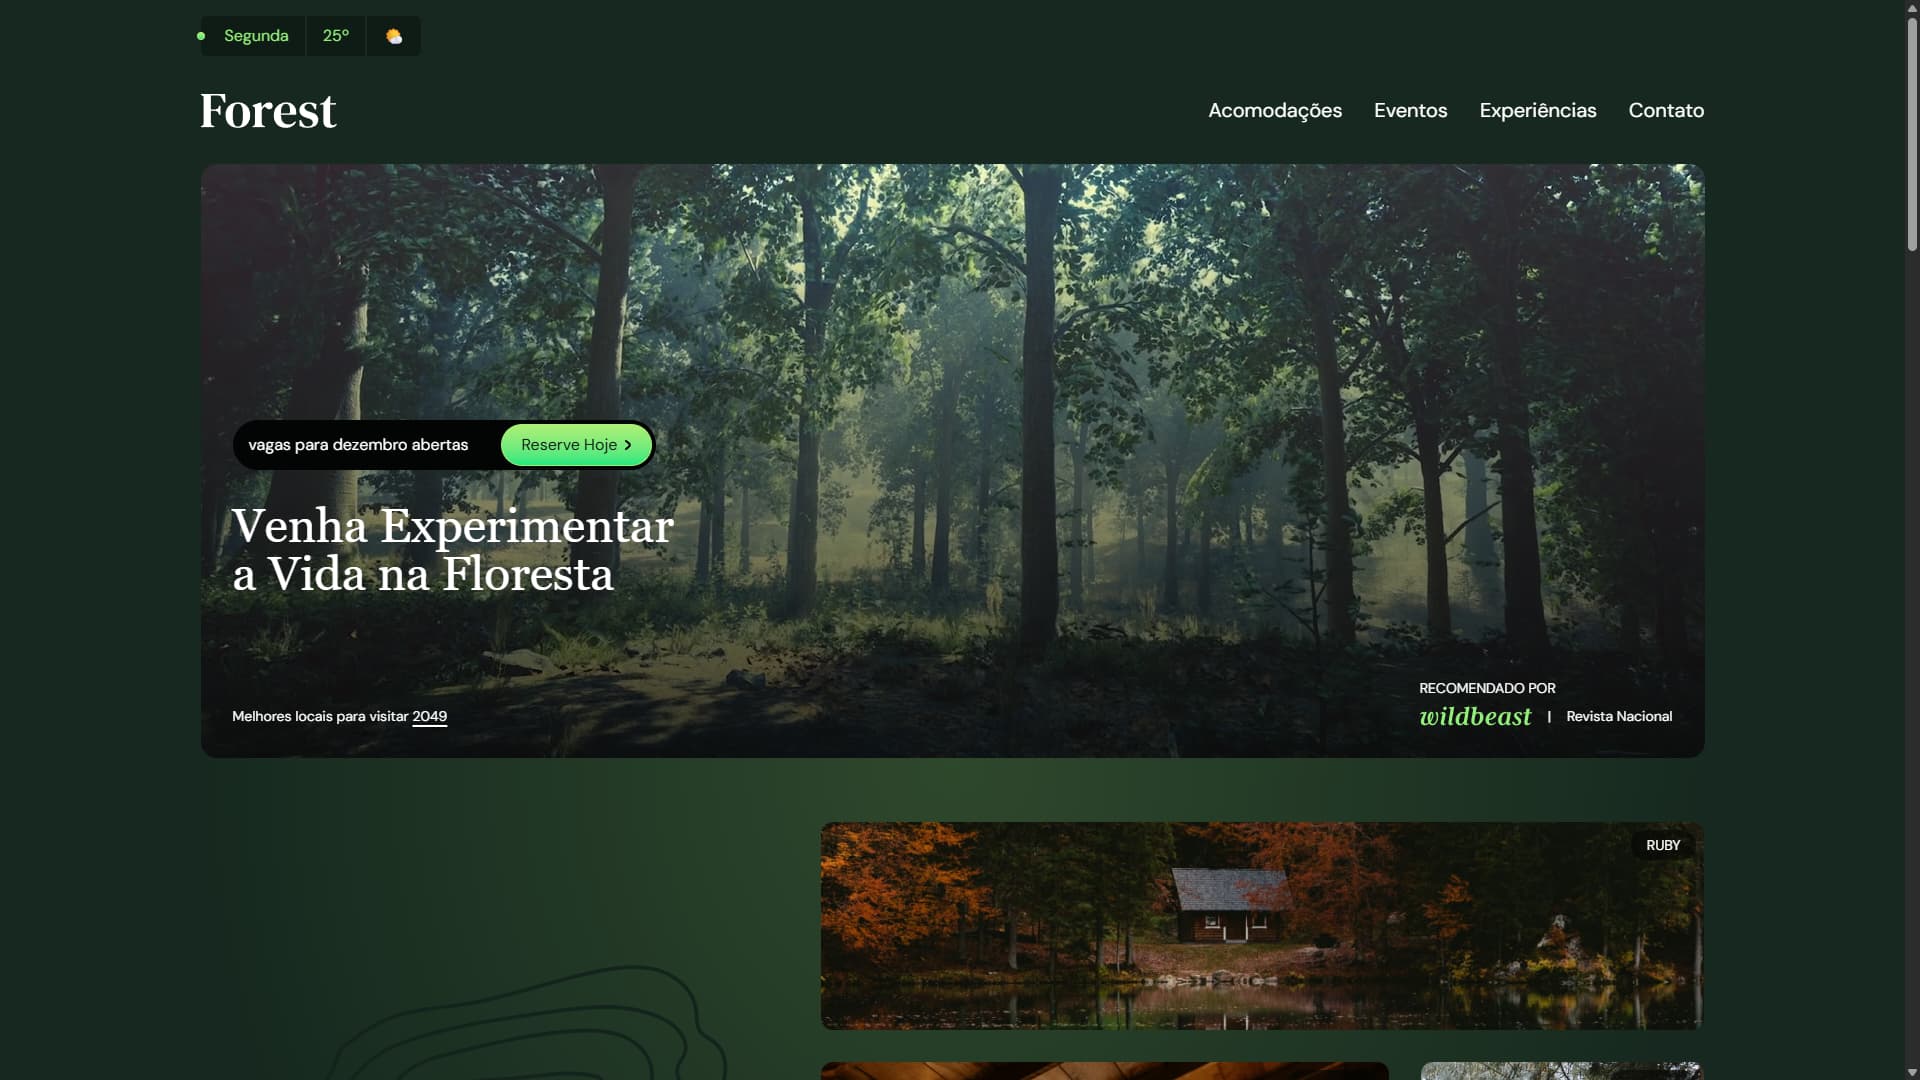 Segunda
25°
Forest
Acomodações Eventos Experiências Contato
vagas para dezembro abertas
Reserve Hoje
Venha Experimentar
a Vida na Floresta
Melhores locais para visitar 2049
RECOMENDADO POR
wildbeast | Revista Nacional
RUBY